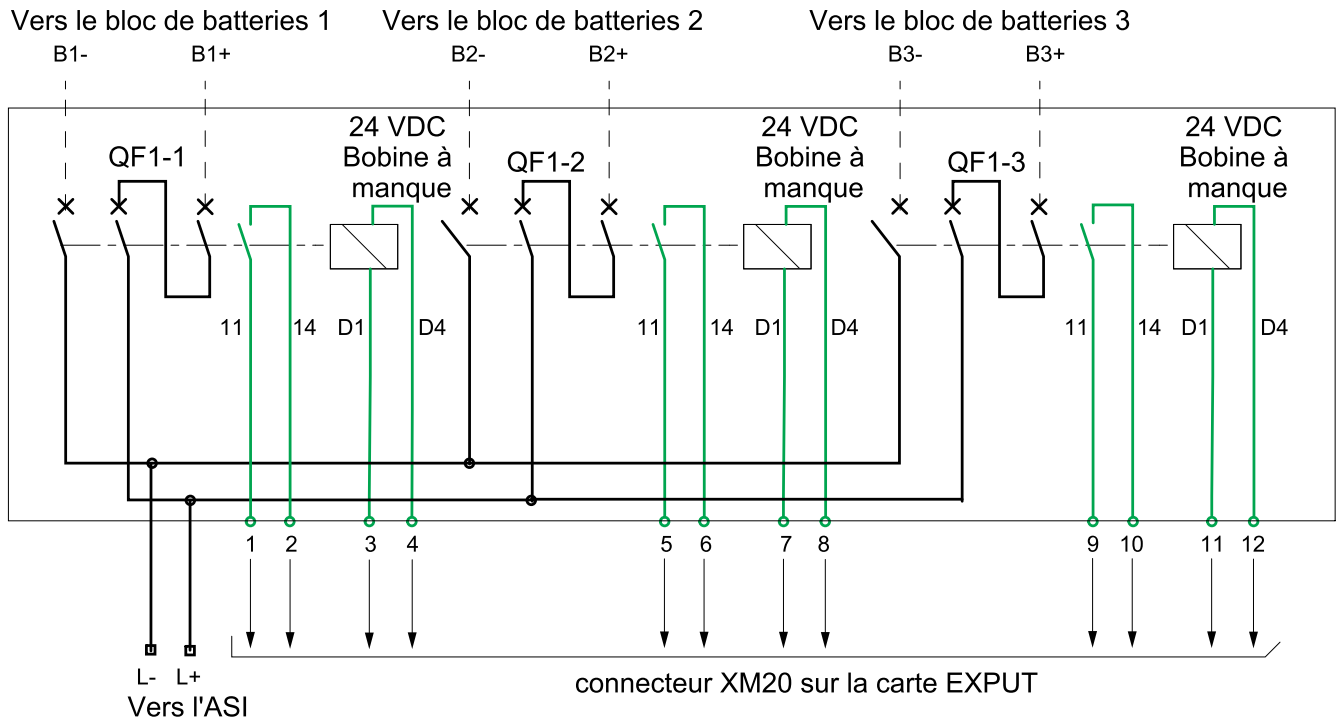 Vers le bloc de batteries 1 Vers le bloc de batteries 2 Vers le bloc de batteries 3
B1- B1+ B2- B2+ B3- B3+
24 VDC 24 VDC 24 VDC
QF1-1 Bobine à QF1-2 Bobine à QF1-3 Bobine à
manque manque manque
11 14 D1 D4 11 14 D1 D4 11 14 D1 D4
1 2 3 4 5 6 7 8 9 10 11 12
L- L+ connecteur XM20 sur la carte EXPUT
Vers l'ASI